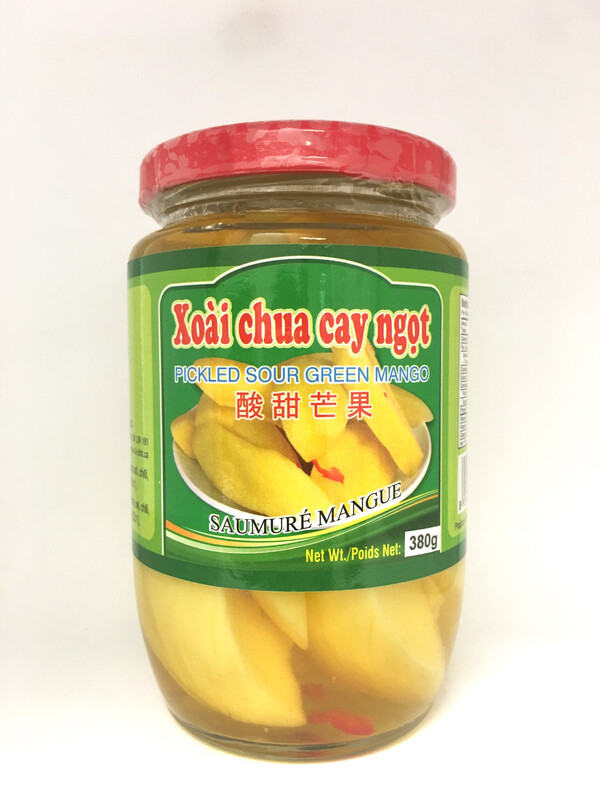 Xoài chua cay ngọt
PICKLED SOUR GREEN MANGO
酸甜芒果
SAUMURÉ MANGUE
Net Wt./Poids Net: 380g